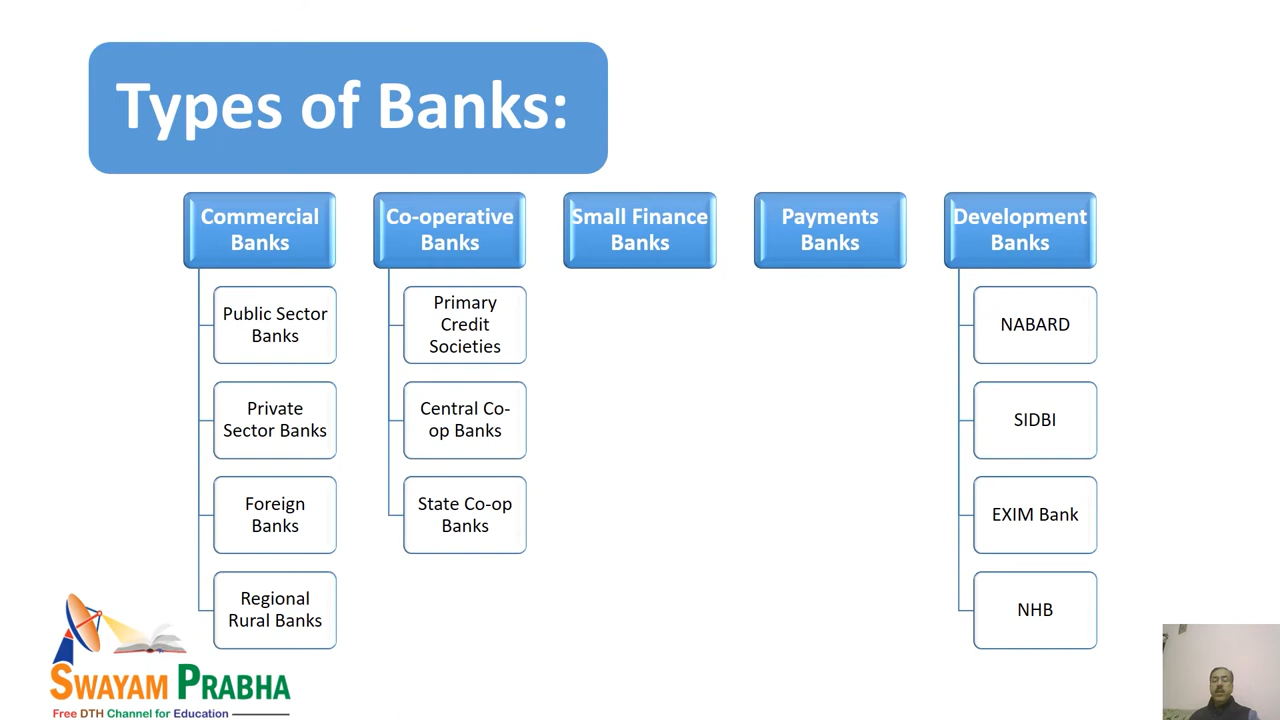 Types of Banks:
Commercial
Banks
Public Sector
Banks
Private
Sector Banks
Foreign
Banks
Regional
Rural Banks
Co-operative
Banks
Primary
Credit
Societies
Central Co-
op Banks
State Co-op
Banks
Small Finance
Banks
Payments
Banks
Development
Banks
NABARD
SIDBI
EXIM Bank
NHB
SWAYAM PRABHA
Free DTH Channel for Education